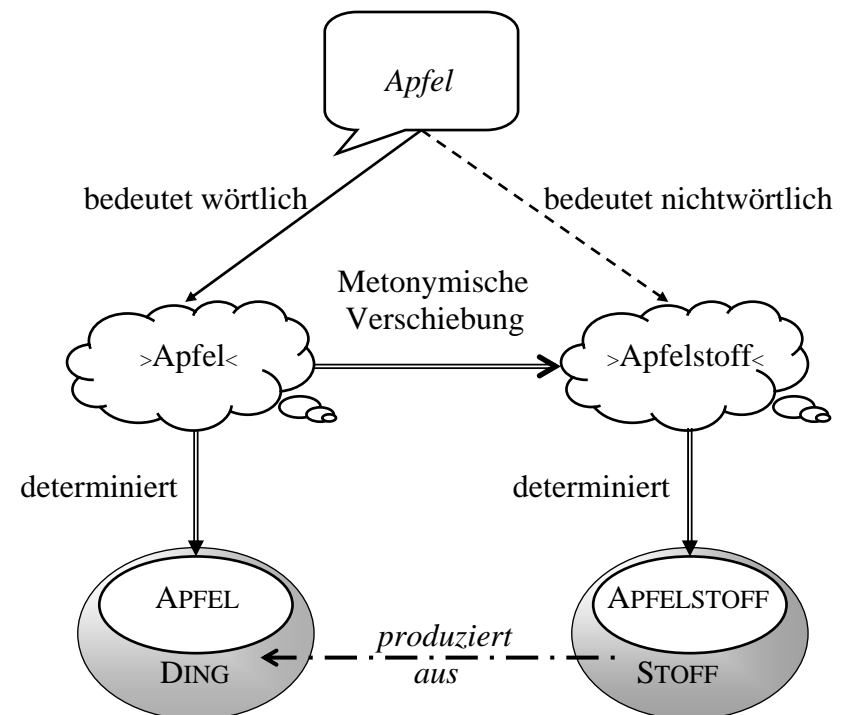 Apfel
bedeutet wörtlich
bedeutet nichtwörtlich
Metonymische
Verschiebung
>Apfel<
>Apfelstoff<
determiniert
determiniert
APFEL
APFELSTOFF
produziert
aus
DING
STOFF